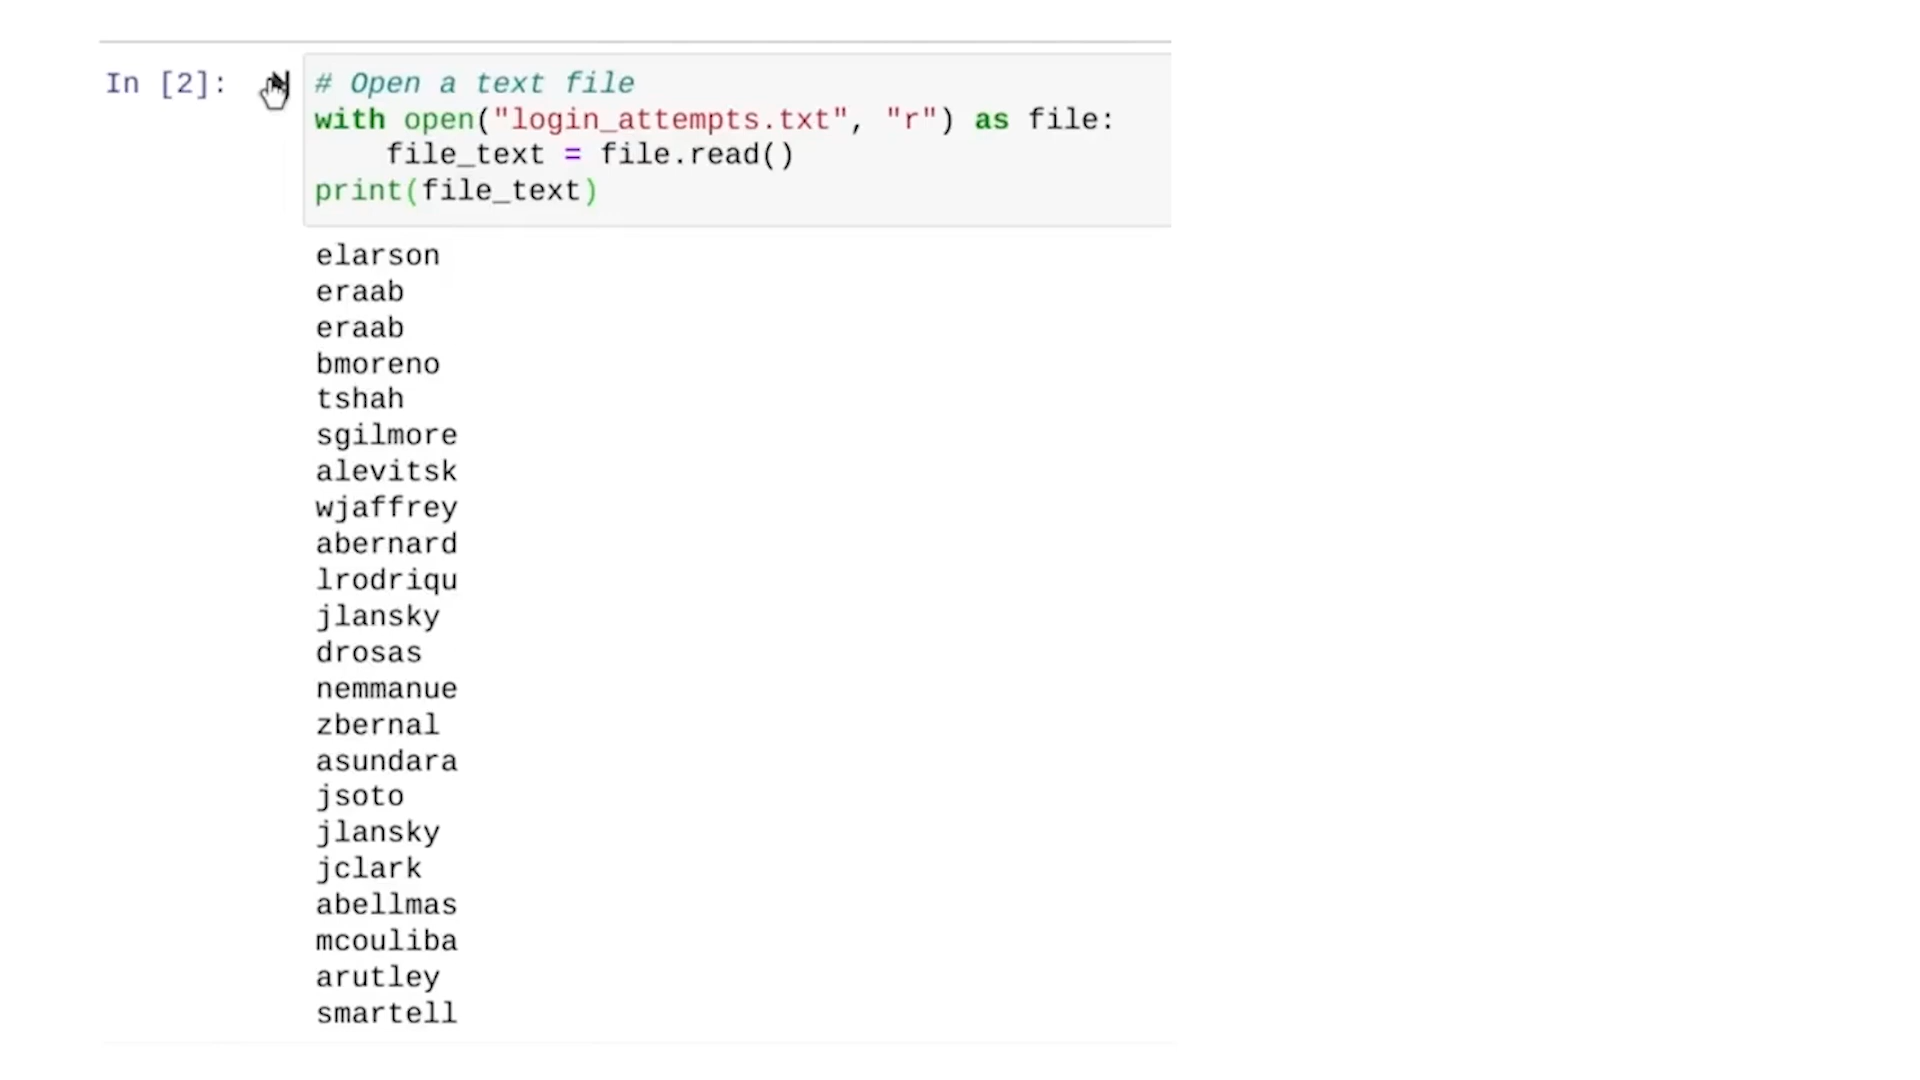 In [2]:
# Open a text file
with open("login_attempts.txt", "r") as file:
    file_text = file.read()
print(file_text)
elarson
eraab
eraab
bmoreno
tshah
sgilmore
alevitsk
wjaffrey
abernard
lrodriqu
jlansky
drosas
nemmanue
zbernal
asundara
jsoto
jlansky
jclark
abellmas
mcouliba
arutley
smartell